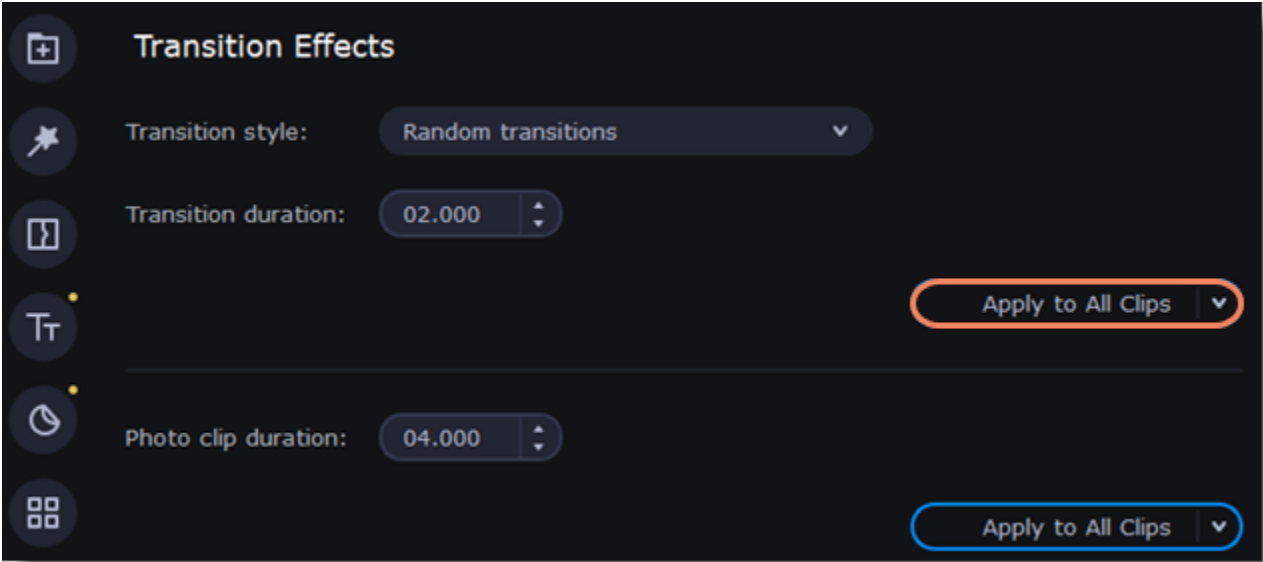 Transition Effects
Transition style: Random transitions
Transition duration: 02.000
Apply to All Clips
Tт
Photo clip duration: 04.000
Apply to All Clips